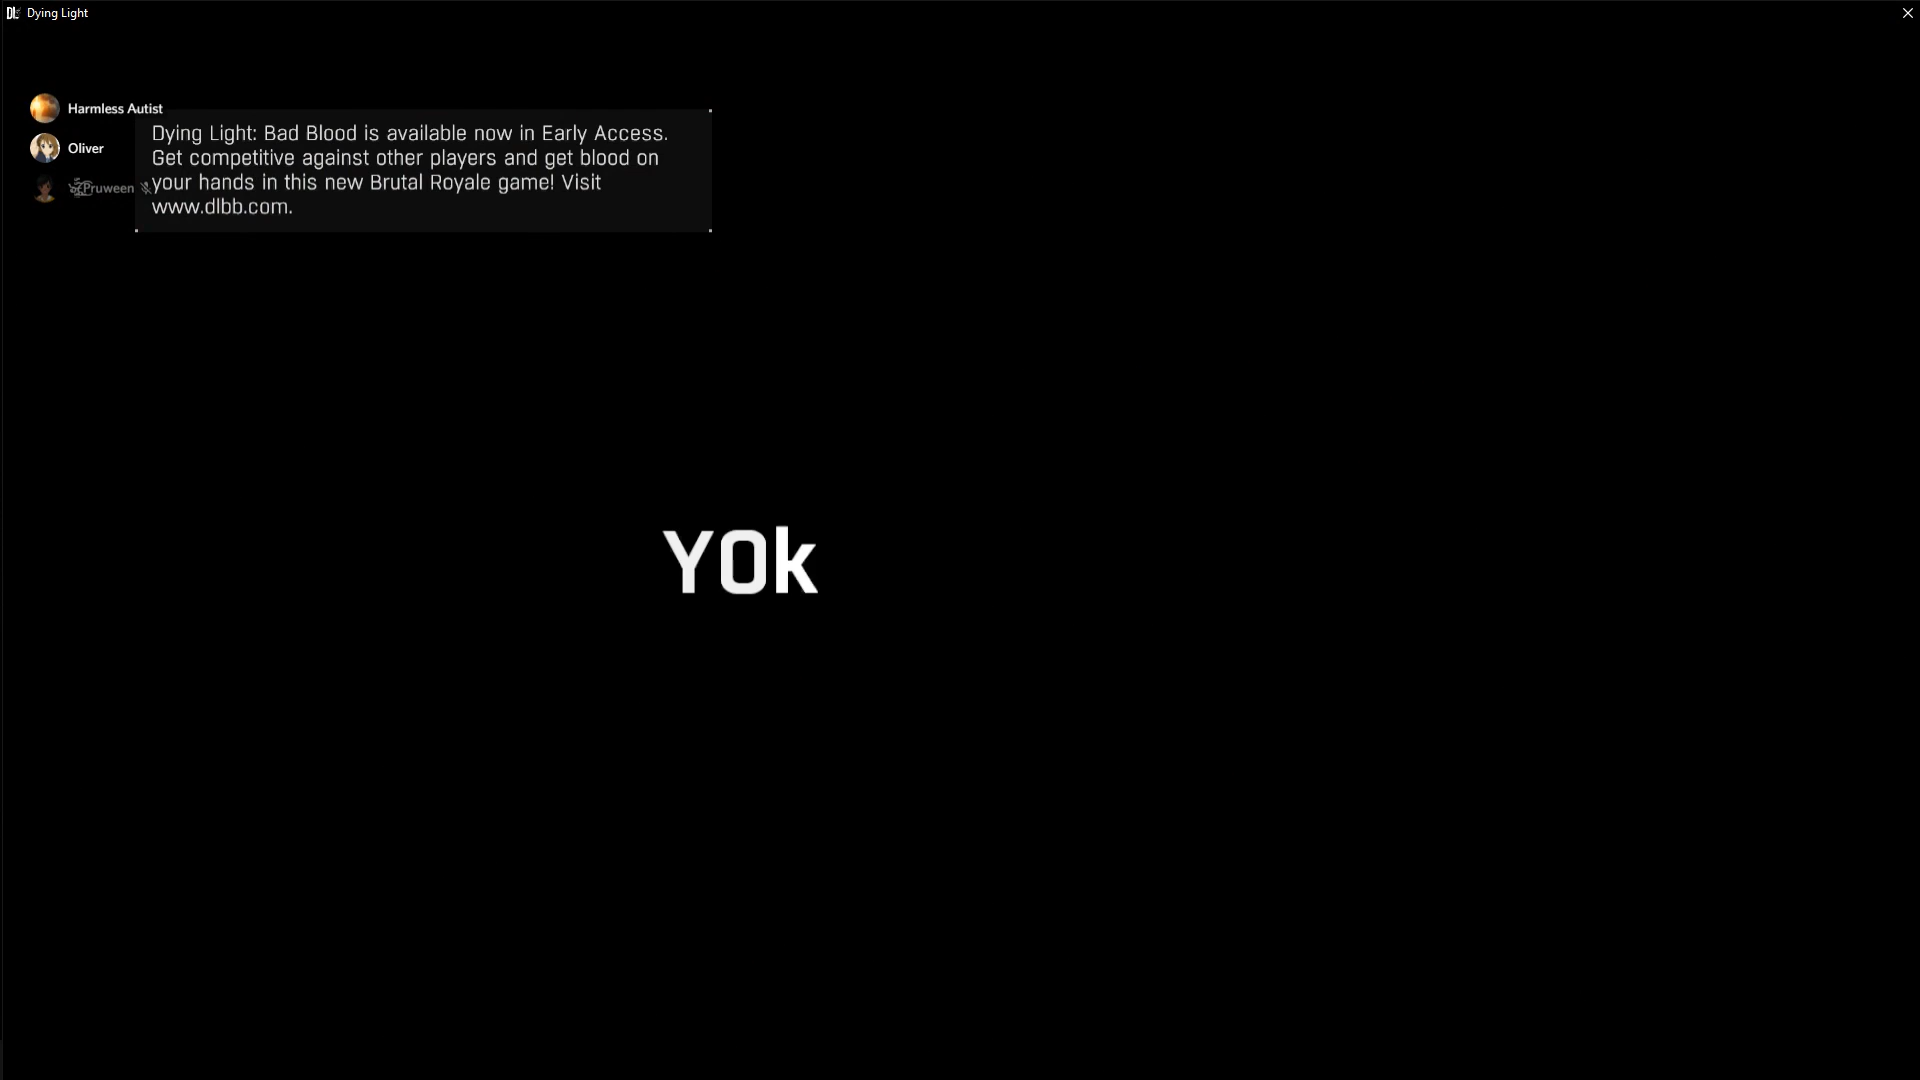 Dying Light
Harmless Autist
Dying Light: Bad Blood is available now in Early Access.
Oliver
Get competitive against other players and get blood on
Pruween
your hands in this new Brutal Royale game! Visit
www.dlbb.com.
YOk